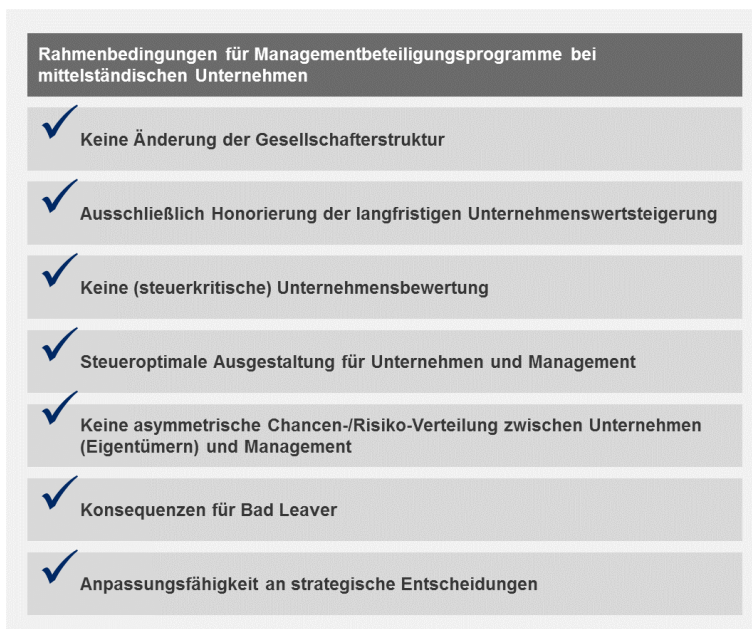 Rahmenbedingungen für Managementbeteiligungsprogramme bei
mittelständischen Unternehmen
Keine Änderung der Gesellschafterstruktur
Ausschließlich Honorierung der langfristigen Unternehmenswertsteigerung
Keine (steuerkritische) Unternehmensbewertung
Steueroptimale Ausgestaltung für Unternehmen und Management
Keine asymmetrische Chancen-/Risiko-Verteilung zwischen Unternehmen
(Eigentümern) und Management
Konsequenzen für Bad Leaver
Anpassungsfähigkeit an strategische Entscheidungen